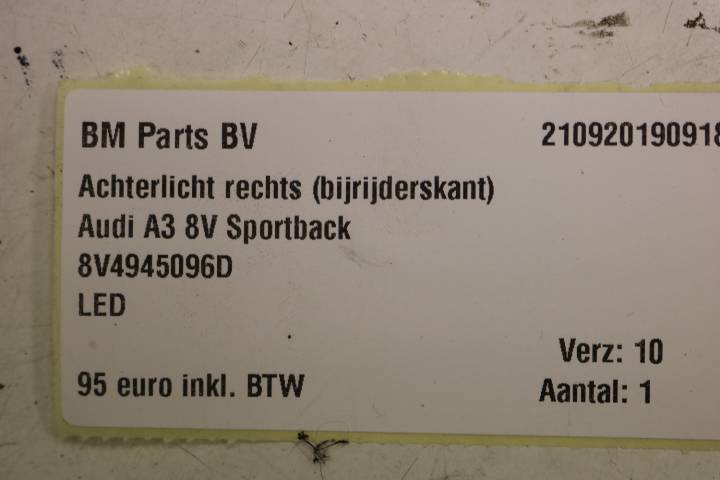 BM Parts BV 210920190918
Achterlicht rechts (bijrijderskant)
Audi A3 8V Sportback
8V4945096D
LED
Verz: 10
95 euro inkl. BTW Aantal: 1